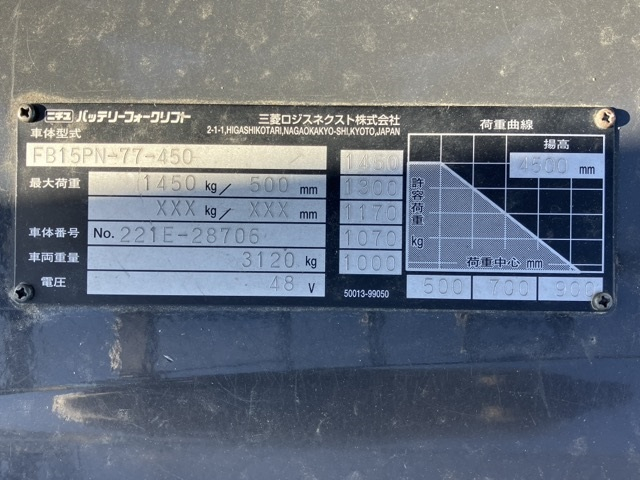 ニチユ バッテリーフォークリフト
三菱ロジスネクスト株式会社
2-1-1,HIGASHIKOTARI,NAGAOKAKYO-SHI,KYOTO,JAPAN
車体型式
FB15PN-77-450
最大荷重 1450 kg/ 500 mm
XXX kg/ XXX mm
車体番号 No. 221E-28705
車両重量 3120 kg
電圧 48 V
1450
1300
1170
1070
1000
50013-99050
荷重曲線
揚高
4500 mm
許容荷重 kg
荷重中心 mm
500 700 900